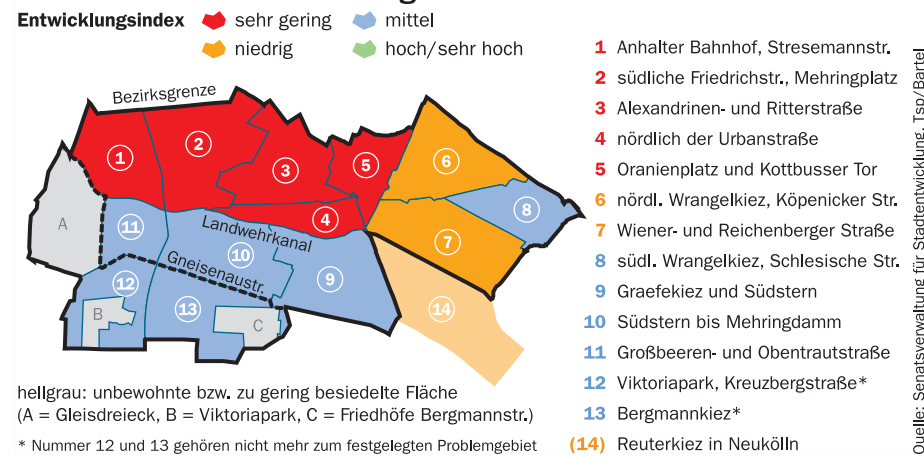 Entwicklungsindex
sehr gering
mittel
niedrig
hoch/sehr hoch
Bezirksgrenze
1
2
3
5
6
A
4
8
11
Landwehrkanal
7
10
Gneisenaustr.
9
12
13
B
C
14
1 Anhalter Bahnhof, Stresemannstr.
2 südliche Friedrichstr., Mehringplatz
3 Alexandrinen- und Ritterstraße
4 nördlich der Urbanstraße
5 Oranienplatz und Kottbusser Tor
6 nördl. Wrangelkiez, Köpenicker Str.
7 Wiener- und Reichenberger Straße
8 südl. Wrangelkiez, Schlesische Str.
9 Graefekiez und Südstern
10 Südstern bis Mehringdamm
11 Großbeeren- und Obentrautstraße
12 Viktoriapark, Kreuzbergstraße*
13 Bergmannkiez*
(14) Reuterkiez in Neukölln
hellgrau: unbewohnte bzw. zu gering besiedelte Fläche
(A = Gleisdreieck, B = Viktoriapark, C = Friedhöfe Bergmannstr.)
* Nummer 12 und 13 gehören nicht mehr zum festgelegten Problemgebiet
Quelle: Senatsverwaltung für Stadtentwicklung, Tsp/Bartel